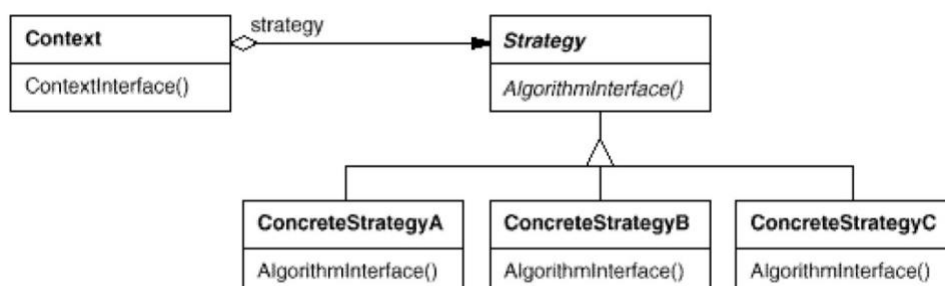 Context
strategy
Strategy
ContextInterface()
AlgorithmInterface()
ConcreteStrategyA
ConcreteStrategyB
ConcreteStrategyC
AlgorithmInterface()
AlgorithmInterface()
AlgorithmInterface()